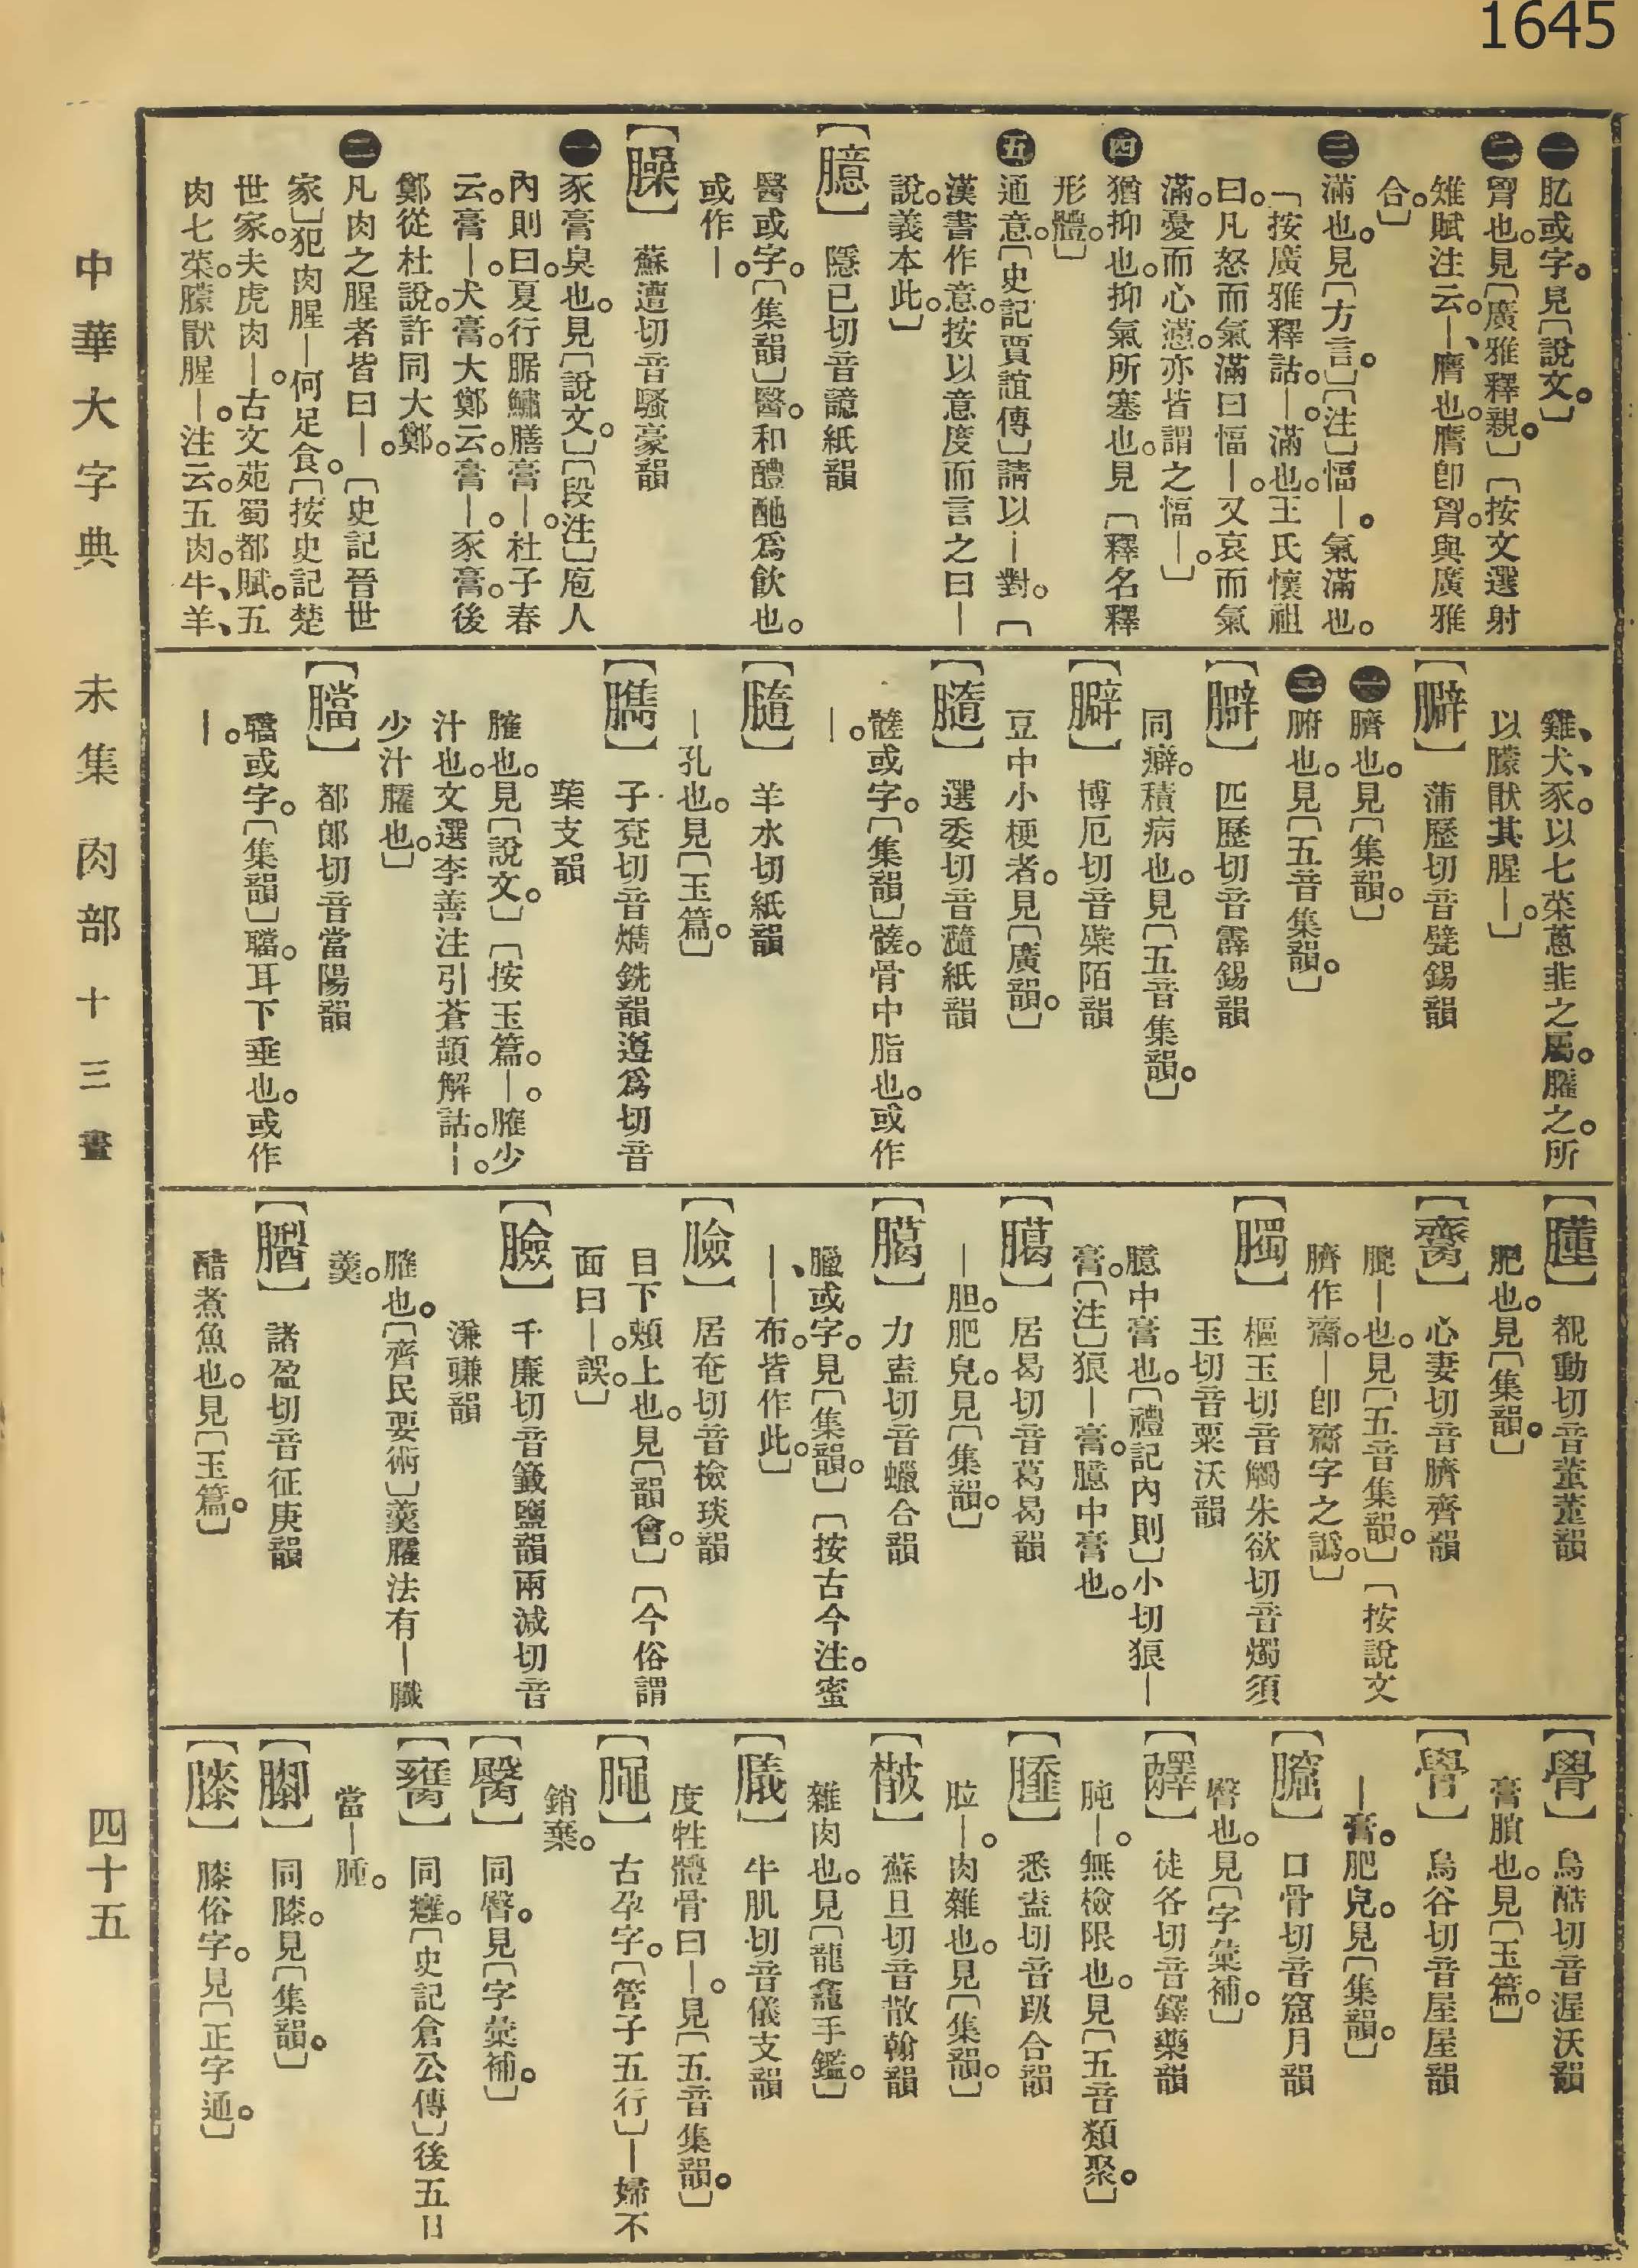 1645
㊀肊或字。見〔說文。〕
㊁胷也。見〔廣雅釋親。〕〔按文選射
雉賦注云。—、膺也。膺卽胷。與廣雅
合。〕
㊂滿也。見〔方言。〕〔注〕愊—。氣滿也。
〔按廣雅釋詁。—。滿也。王氏懷祖
曰。凡怒而氣滿曰愊—。又哀而氣
滿。憂而心懣。亦皆謂之愊—。〕
㊃猶抑也。抑氣所塞也。見〔釋名釋
形體。〕
㊄通意。〔史記賈誼傳〕請以—對。〔
漢書作意。按以意度而言之曰—
說義本此。〕
【臆】隱已切音譩紙韻
醫或字。〔集韻〕醫。和醴酏爲飲也。
或作—。
【臊】蘇遭切音騷豪韻
㊀豕膏臭也。見〔說文。〕〔段注〕庖人
內則曰。夏行腒鱐膳膏—。杜子春
云。膏—。犬膏。大鄭云。膏—。豕膏。後
鄭從杜說。許同大鄭。
㊁凡肉之腥者皆曰—。〔史記晉世
家〕犯肉腥—何足食。〔按史記楚
世家。夫虎肉—。古文苑蜀都賦。五
肉七菜。朦猒腥—。注云。五肉。牛、羊、
雞、犬、豕。以七菜蔥韭之屬。臛之。所
以朦猒其腥—。〕
【臃】蒲歷切音甓錫韻
㊀臍也。見〔集韻。〕
㊁腑也。見〔五音集韻。〕
【䑀】匹歷切音霹錫韻
同癖。積病也。見〔五音集韻。〕
【䑀】博厄切音檗陌韻
豆中小梗者。見〔廣韻。〕
【膸】選委切音瀡紙韻
髓或字。〔集韻〕髓。骨中脂也。或作
—。
【膸】羊水切紙韻
—孔也。見〔玉篇。〕
【臇】子兗切音㷷銑韻遵爲切音
䔾支韻
臛也。見〔說文。〕〔按玉篇。—。臛少
汁也。文選李善注引蒼頡解詁。—。
少汁臛也。〕
【䑗】都郎切音當陽韻
䑗或字。〔集韻〕䑗。耳下垂也。或作
—。
【董】覩動切音董董韻
肥也。見〔集韻。〕
【齎】心妻切音臍齊韻
膍—也。見〔五音集韻。〕〔按說文
臍作𪗋。—卽齌字之譌。〕
【臅】樞玉切音觸朱欲切音燭須
玉切音粟沃韻
臆中膏也。〔禮記內則〕小切狼—
膏。〔注〕狼—膏。臆中膏也。
【臈】居曷切音葛曷韻
—胆。肥皃。見〔集韻。〕
【臈】力盍切音蠟合韻
臘或字。見〔集韻。〕〔按古今注。蜜
—、—布。皆作此。〕
【臉】居奄切音檢琰韻
目下頰上也。見〔韻會。〕〔今俗謂
面曰—。誤。〕
【臉】千廉切音籤鹽韻兩減切音
溓豏韻
臛也。〔齊民要術〕羹臛法有—臘
羹。
諸盈切音征庚韻
醋煮魚也。見〔玉篇。〕
【觷】烏酷切音渥沃韻
膏䐿也。見〔玉篇。〕
烏谷切音屋屋韻
—膏。肥皃。見〔集韻。〕
口骨切音窟月韻
臀也。見〔字彙補。〕
徒各切音鐸藥韻
肫—。無檢限也。見〔五音類聚。〕
悉盍切音趿合韻
䏠—。肉雜也。見〔集韻。〕
蘇旦切音散翰韻
雜肉也。見〔龍龕手鑑。〕
【䑔】牛肌切音儀支韻
度牲體骨曰—。見〔五音集韻。〕
【䐻】古孕字。〔管子五行〕—婦不
銷棄。
同臀。見〔字彙補。〕
同癰。〔史記倉公傳〕後五日
當—腫。
同膝。見〔集韻。〕
膝俗字。見〔正字通。〕
中華大字典 未集 肉部 十三畫
四十五